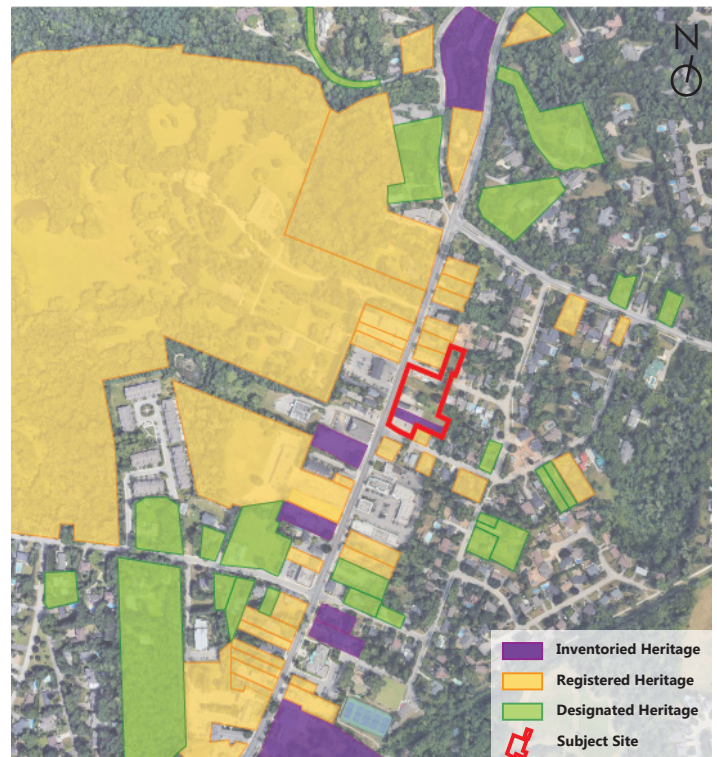 N
Inventoried Heritage
Registered Heritage
Designated Heritage
Subject Site